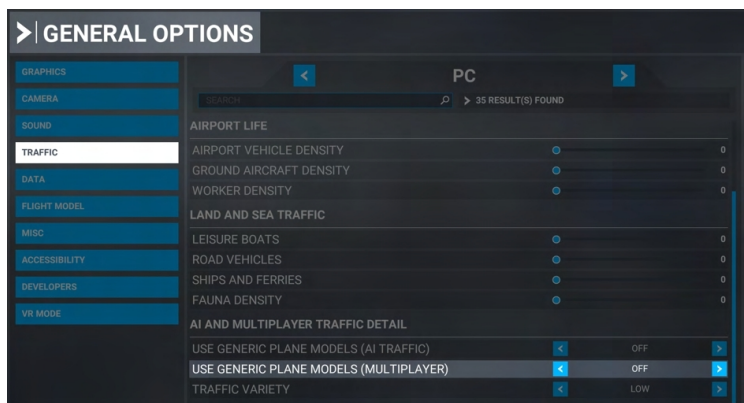 GENERAL OPTIONS
GRAPHICS
CAMERA
SOUND
TRAFFIC
DATA
FLIGHT MODEL
MISC
ACCESSIBILITY
DEVELOPERS
VR MODE
PC
SEARCH
35 RESULT(S) FOUND
AIRPORT LIFE
AIRPORT VEHICLE DENSITY 0
GROUND AIRCRAFT DENSITY 0
WORKER DENSITY 0
LAND AND SEA TRAFFIC
LEISURE BOATS 0
ROAD VEHICLES 0
SHIPS AND FERRIES 0
FAUNA DENSITY 0
AI AND MULTIPLAYER TRAFFIC DETAIL
USE GENERIC PLANE MODELS (AI TRAFFIC) OFF
USE GENERIC PLANE MODELS (MULTIPLAYER) OFF
TRAFFIC VARIETY LOW